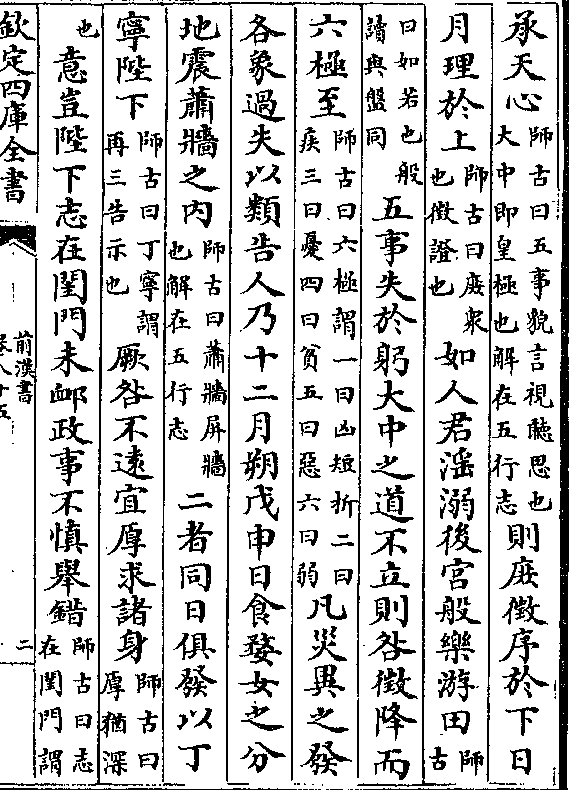 承天心師古曰五事貌言視聽思也大中即皇極也解在五行志則庶徵序於下日
月理於上師古曰庶衆也徵證也如人君淫溺後宮般樂游田師古
曰如若也般讀與盤同五事失於躬大中之道不立則咎徵降而
六極至師古曰六極謂一曰凶短折二曰疾三曰憂四曰貧五曰惡六曰弱凡災異之發
各象過失以類告人乃十二月朔戊申日食婺女之分
地震蕭牆之内師古曰蕭牆屏牆也解在五行志二者同日俱發以丁
寧陛下師古曰丁寧謂再三告示也厥咎不遠宜厚求諸身師古曰厚猶深
也意豈陛下志在閨門未卹政事不慎舉錯師古曰志在閨門謂
欽定四庫全書
前漢書
卷八十五
二